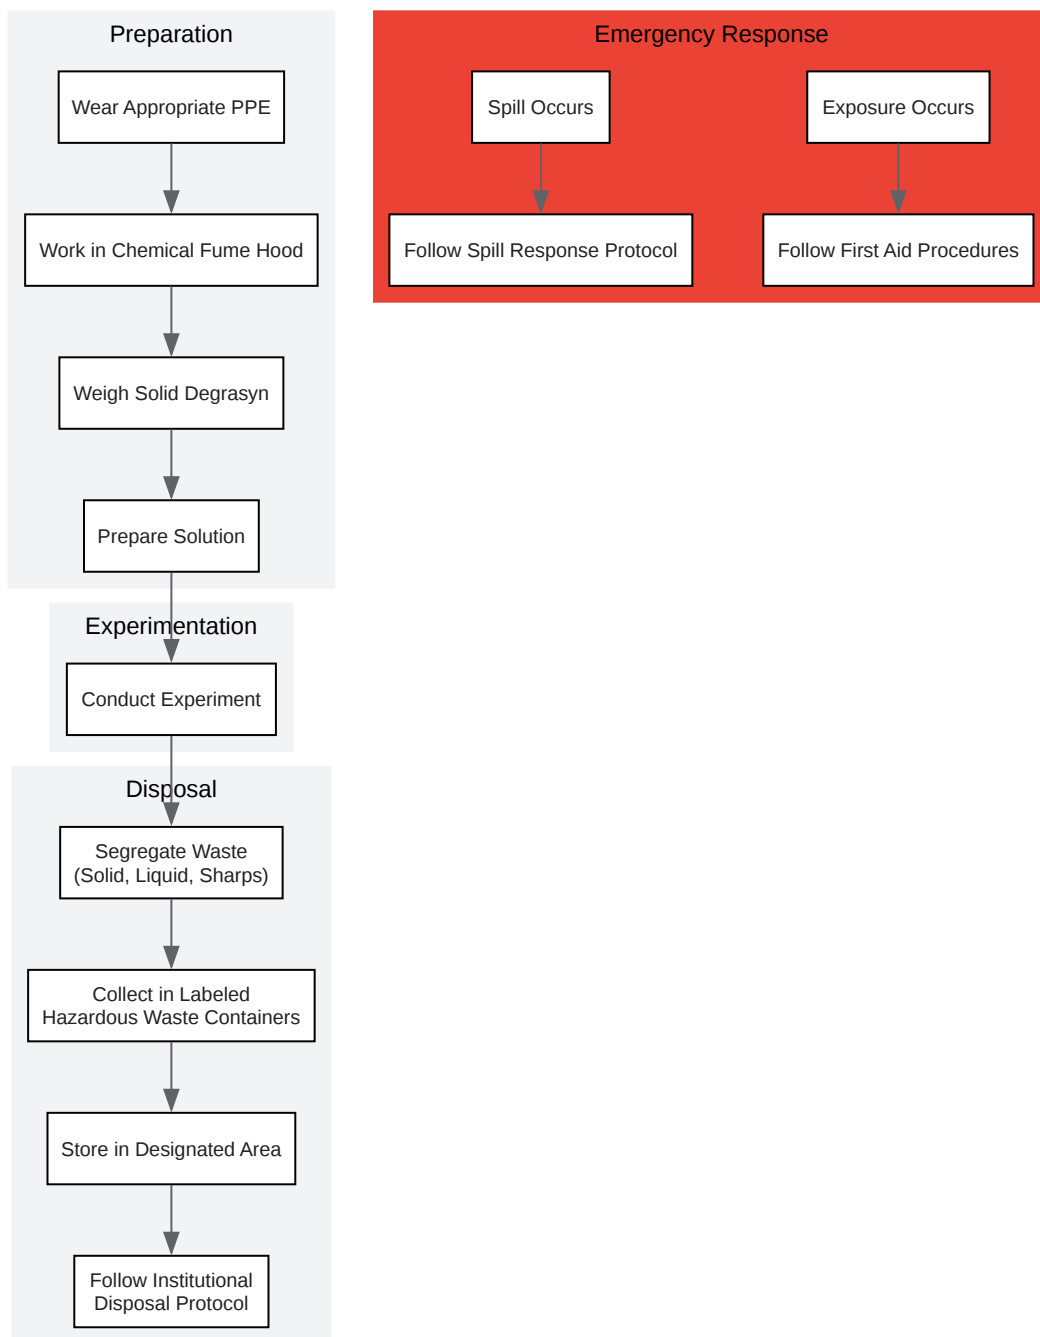 Preparation
Wear Appropriate PPE
Work in Chemical Fume Hood
Weigh Solid Degrasyn
Prepare Solution
Experimentation
Conduct Experiment
Disposal
Segregate Waste
(Solid, Liquid, Sharps)
Collect in Labeled
Hazardous Waste Containers
Store in Designated Area
Follow Institutional
Disposal Protocol
Emergency Response
Spill Occurs
Follow Spill Response Protocol
Exposure Occurs
Follow First Aid Procedures